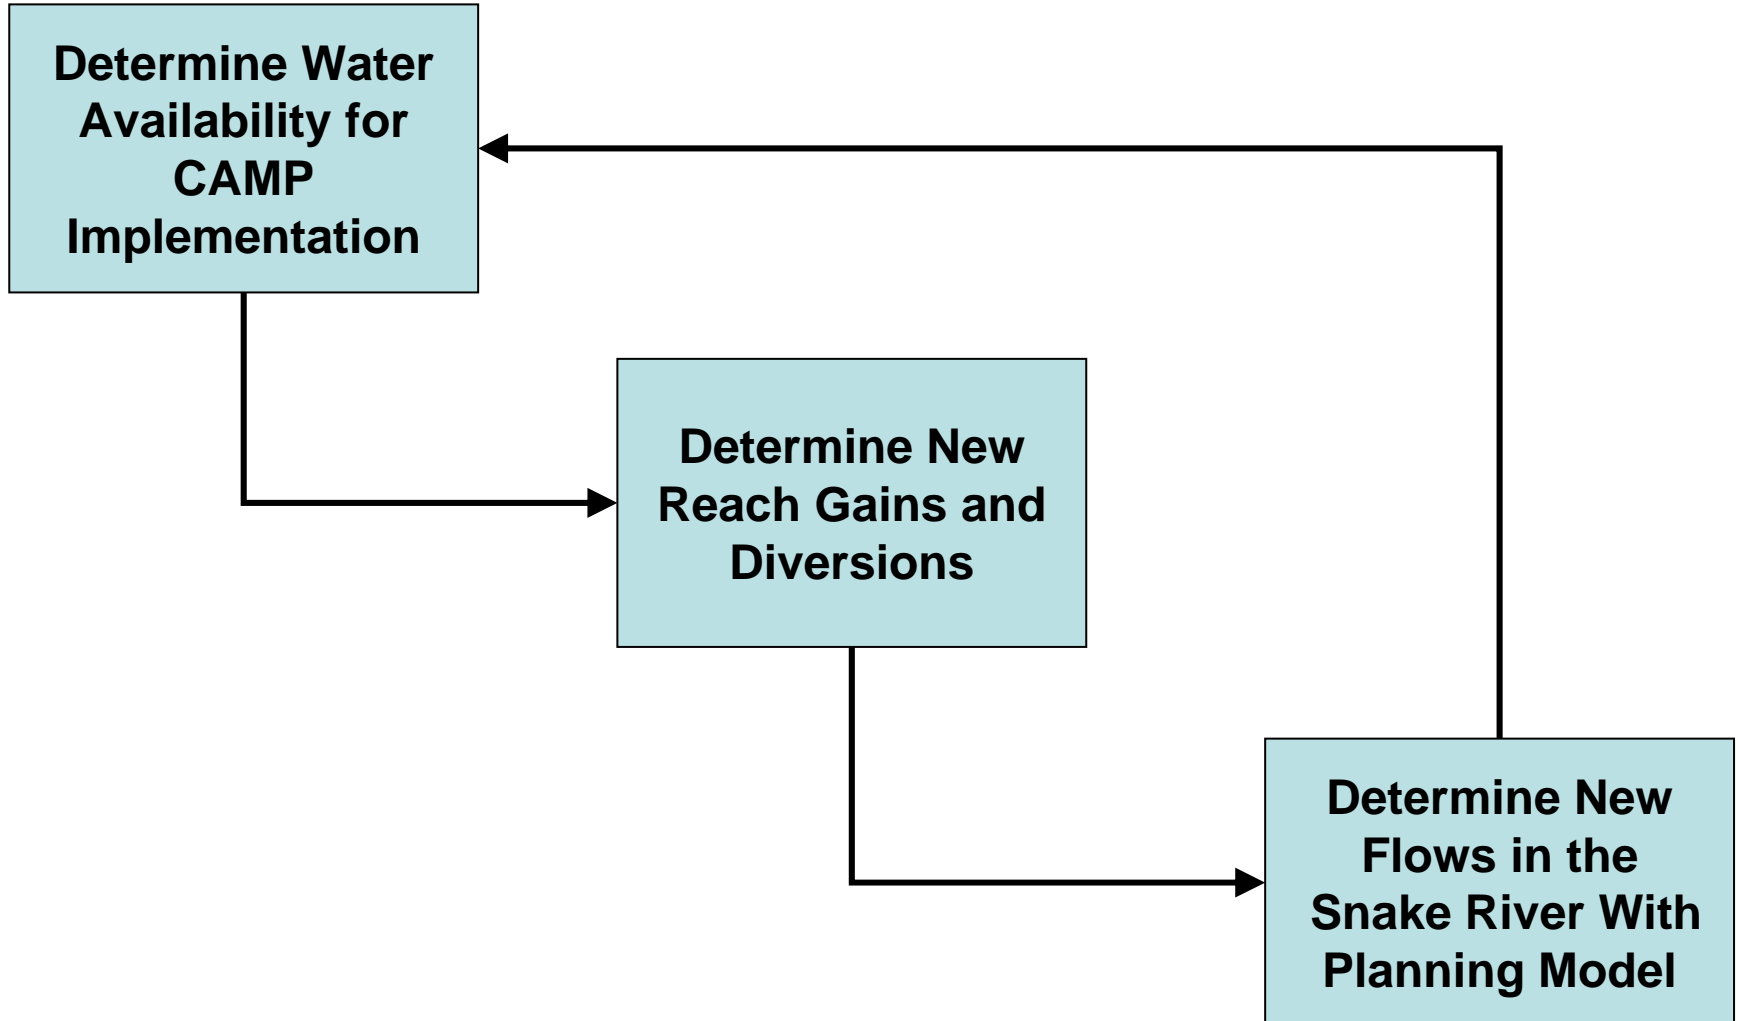 Determine Water
Availability for
CAMP
Implementation
Determine New
Reach Gains and
Diversions
Determine New
Flows in the
Snake River With
Planning Model